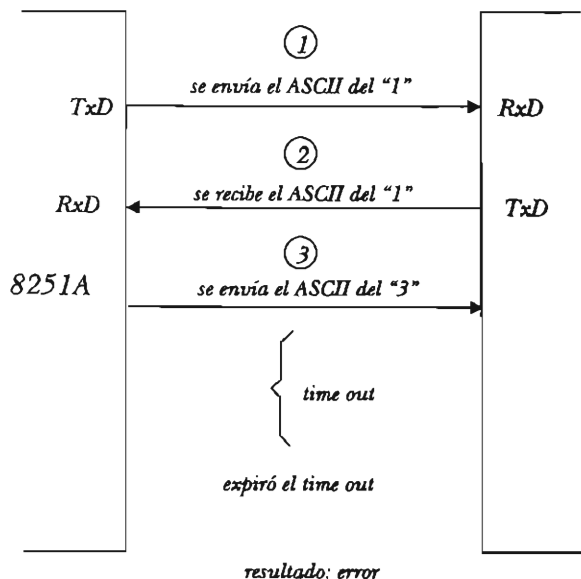 1
se envía el ASCII del “1”
TxD
RxD
2
se recibe el ASCII del “1”
RxD
TxD
3
8251A
se envía el ASCII del “3”
time out
expiró el time out
resultado: error